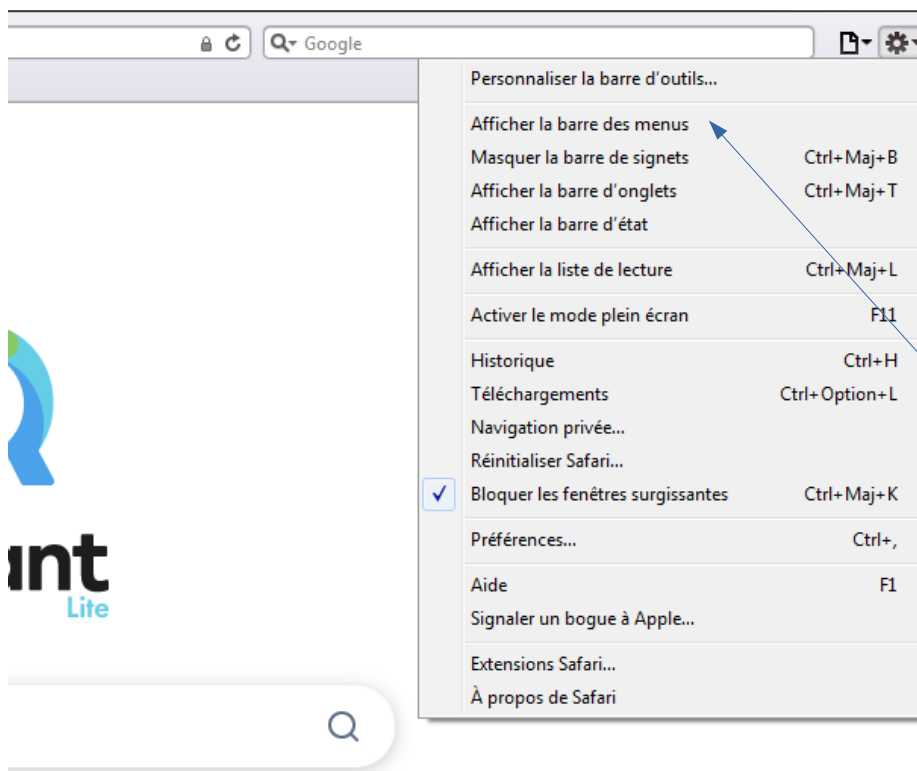 Google
Personnaliser la barre d’outils...
Afficher la barre des menus
Masquer la barre de signets Ctrl+Maj+B
Afficher la barre d’onglets Ctrl+Maj+T
Afficher la barre d’état
Afficher la liste de lecture Ctrl+Maj+L
Activer le mode plein écran F11
Historique Ctrl+H
Téléchargements Ctrl+Option+L
Navigation privée...
Réinitialiser Safari...
Bloquer les fenêtres surgissantes Ctrl+Maj+K
Préférences... Ctrl+,
Aide F1
Signaler un bogue à Apple...
Extensions Safari...
À propos de Safari
ant
Lite